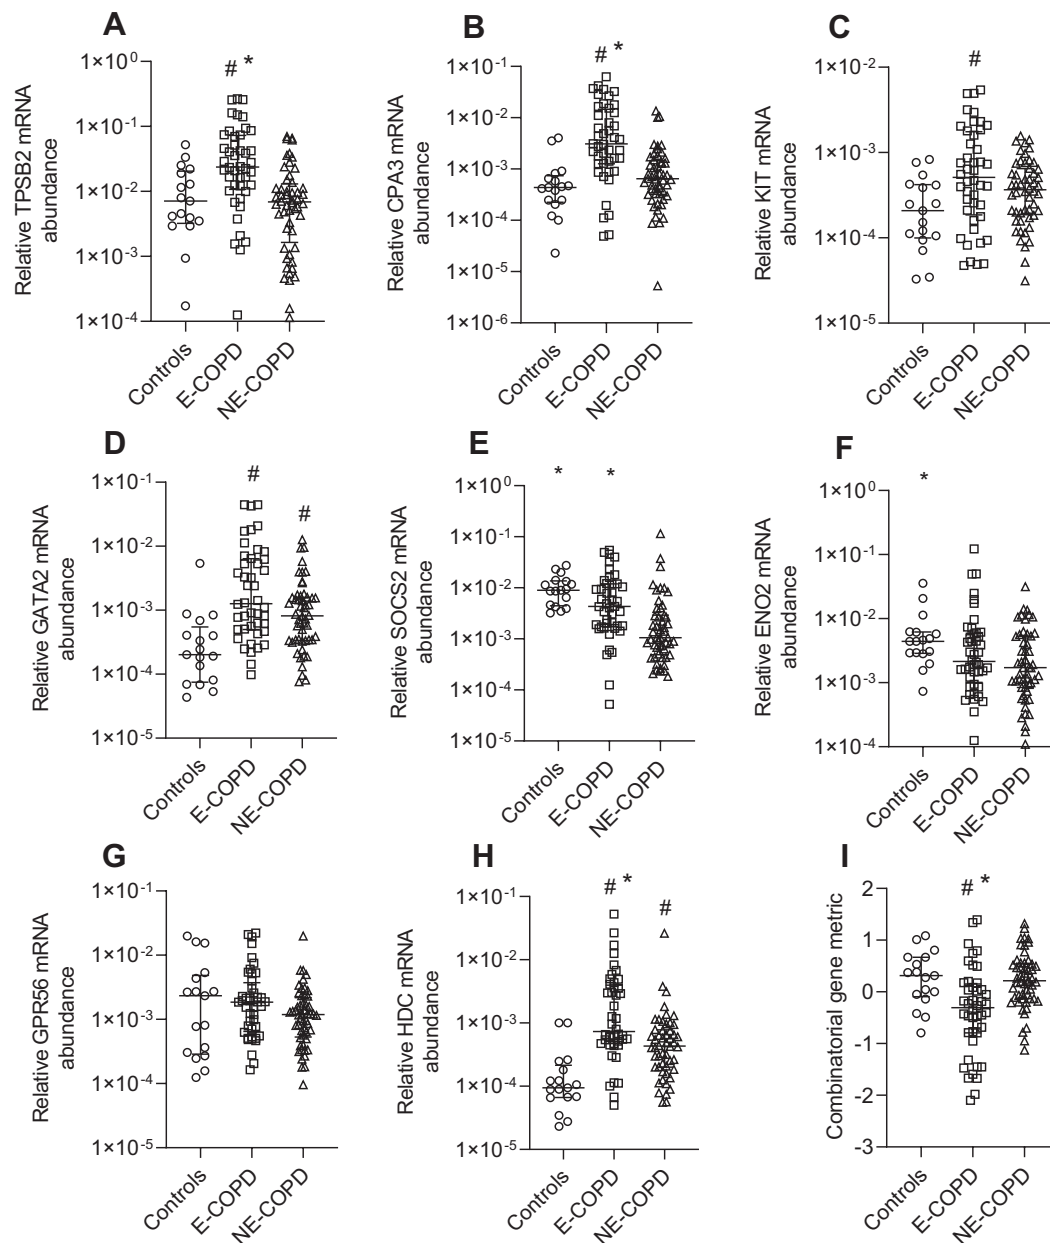 A
Relative TPSB2 mRNA
abundance
1×10⁰
1×10⁻¹
1×10⁻²
1×10⁻³
1×10⁻⁴
# *
Controls
E-COPD
NE-COPD
B
Relative CPA3 mRNA
abundance
1×10⁻¹
1×10⁻²
1×10⁻³
1×10⁻⁴
1×10⁻⁵
1×10⁻⁶
# *
Controls
E-COPD
NE-COPD
C
Relative KIT mRNA
abundance
1×10⁻²
1×10⁻³
1×10⁻⁴
1×10⁻⁵
#
Controls
E-COPD
NE-COPD
D
Relative GATA2 mRNA
abundance
1×10⁻¹
1×10⁻²
1×10⁻³
1×10⁻⁴
1×10⁻⁵
#
#
Controls
E-COPD
NE-COPD
E
Relative SOCS2 mRNA
abundance
1×10⁰
1×10⁻¹
1×10⁻²
1×10⁻³
1×10⁻⁴
1×10⁻⁵
*
*
Controls
E-COPD
NE-COPD
F
Relative ENO2 mRNA
abundance
1×10⁰
1×10⁻¹
1×10⁻²
1×10⁻³
1×10⁻⁴
*
Controls
E-COPD
NE-COPD
G
Relative GPR56 mRNA
abundance
1×10⁻¹
1×10⁻²
1×10⁻³
1×10⁻⁴
1×10⁻⁵
Controls
E-COPD
NE-COPD
H
Relative HDC mRNA
abundance
1×10⁻¹
1×10⁻²
1×10⁻³
1×10⁻⁴
1×10⁻⁵
# *
#
Controls
E-COPD
NE-COPD
I
Combinatorial gene metric
2
1
0
-1
-2
-3
# *
Controls
E-COPD
NE-COPD